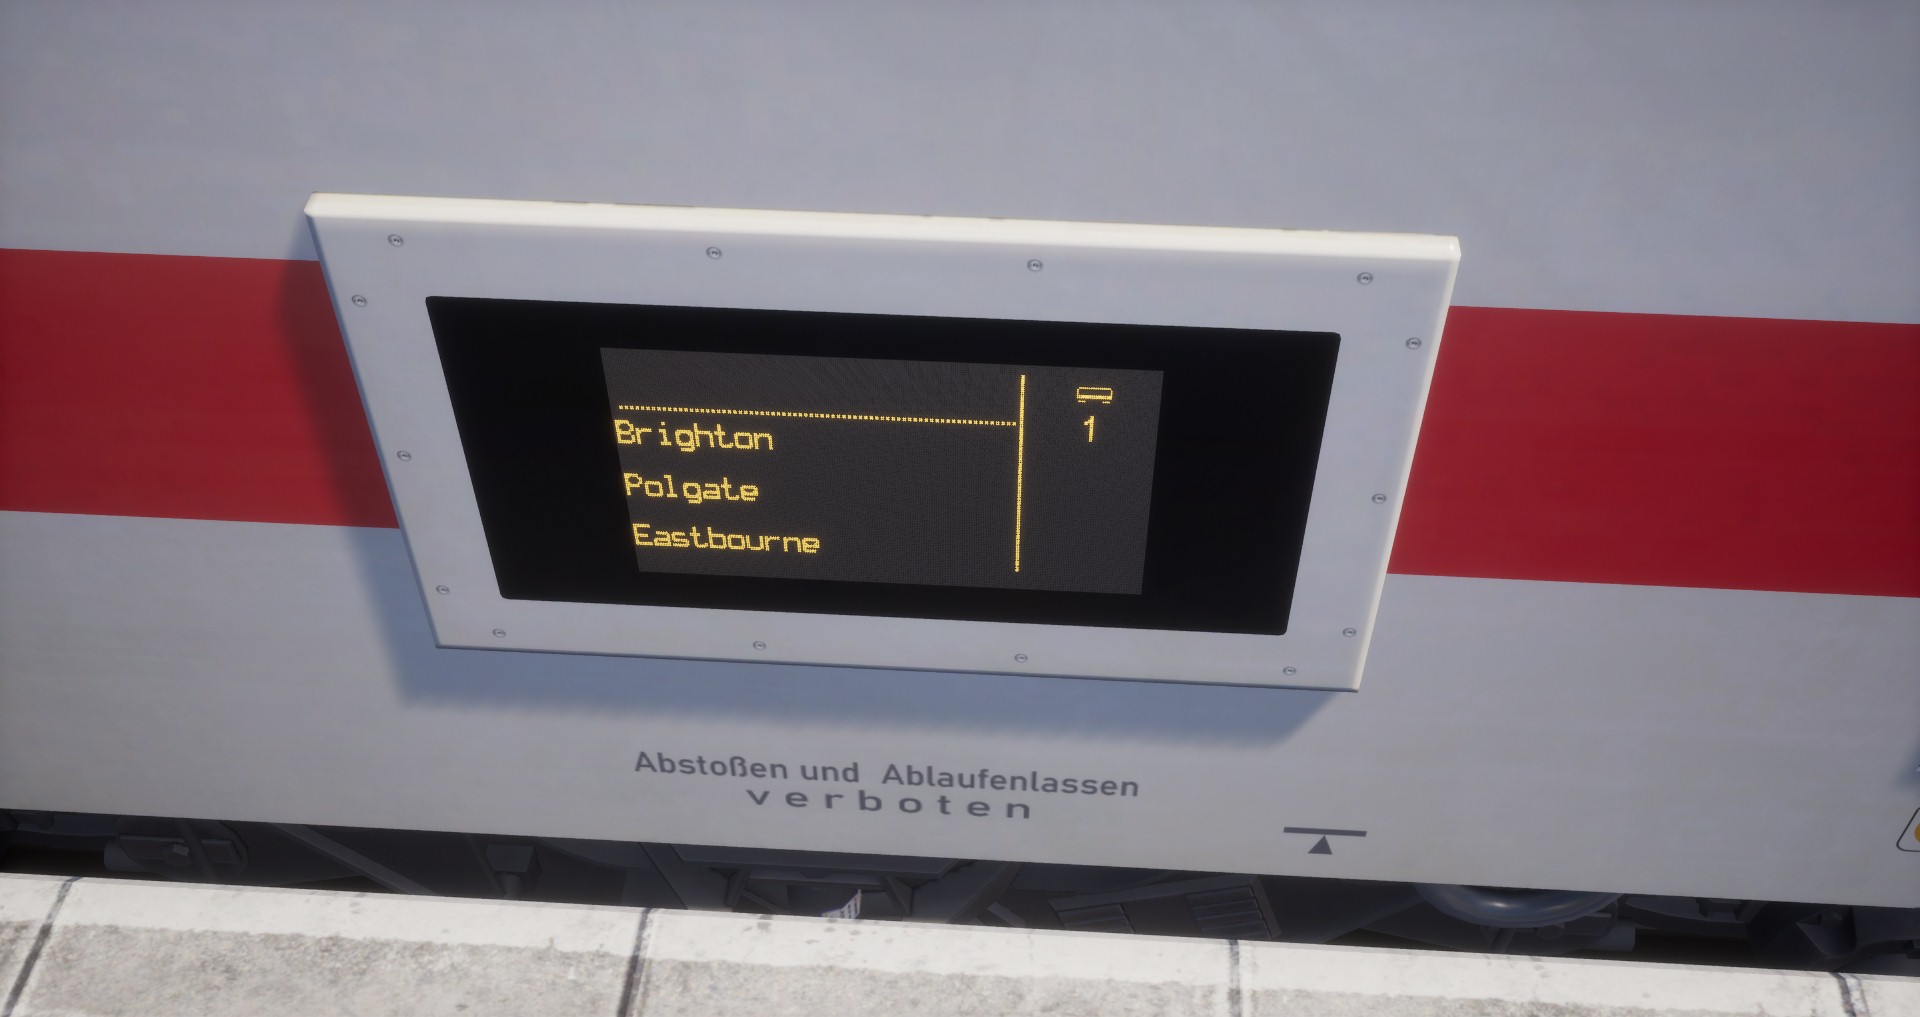 1
Brighton
Polgate
Eastbourne
Abstoßen und Ablaufenlassen
verboten